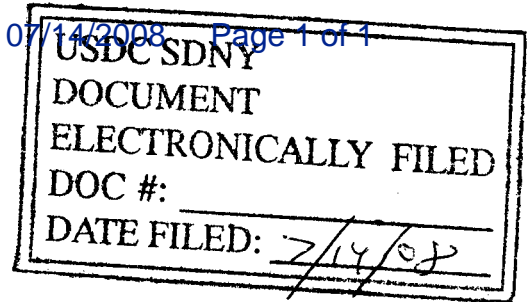 07/14/2008 Page 1 of 1
USDC SDNY
DOCUMENT
ELECTRONICALLY FILED
DOC #:
DATE FILED: 7/14/08